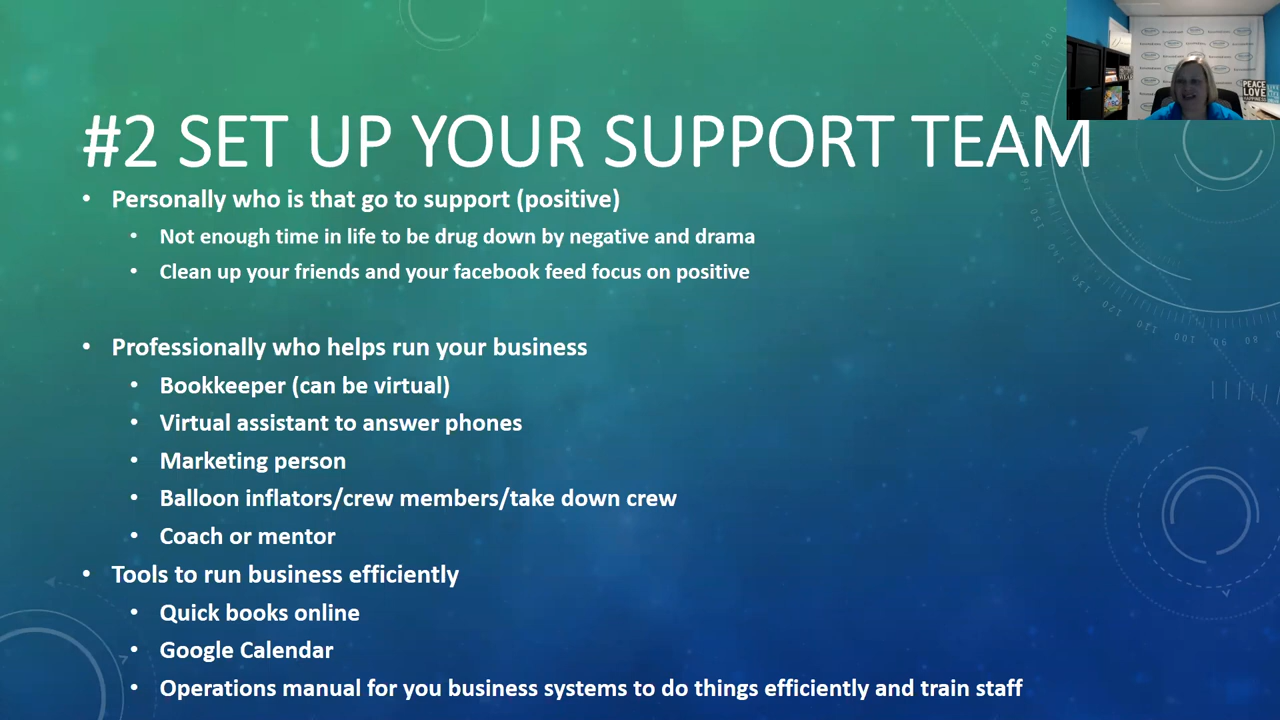 #2 SET UP YOUR SUPPORT TEAM
• Personally who is that go to support (positive)
• Not enough time in life to be drug down by negative and drama
• Clean up your friends and your facebook feed focus on positive
• Professionally who helps run your business
• Bookkeeper (can be virtual)
• Virtual assistant to answer phones
• Marketing person
• Balloon inflators/crew members/take down crew
• Coach or mentor
• Tools to run business efficiently
• Quick books online
• Google Calendar
• Operations manual for you business systems to do things efficiently and train staff
PEACE
LOVE